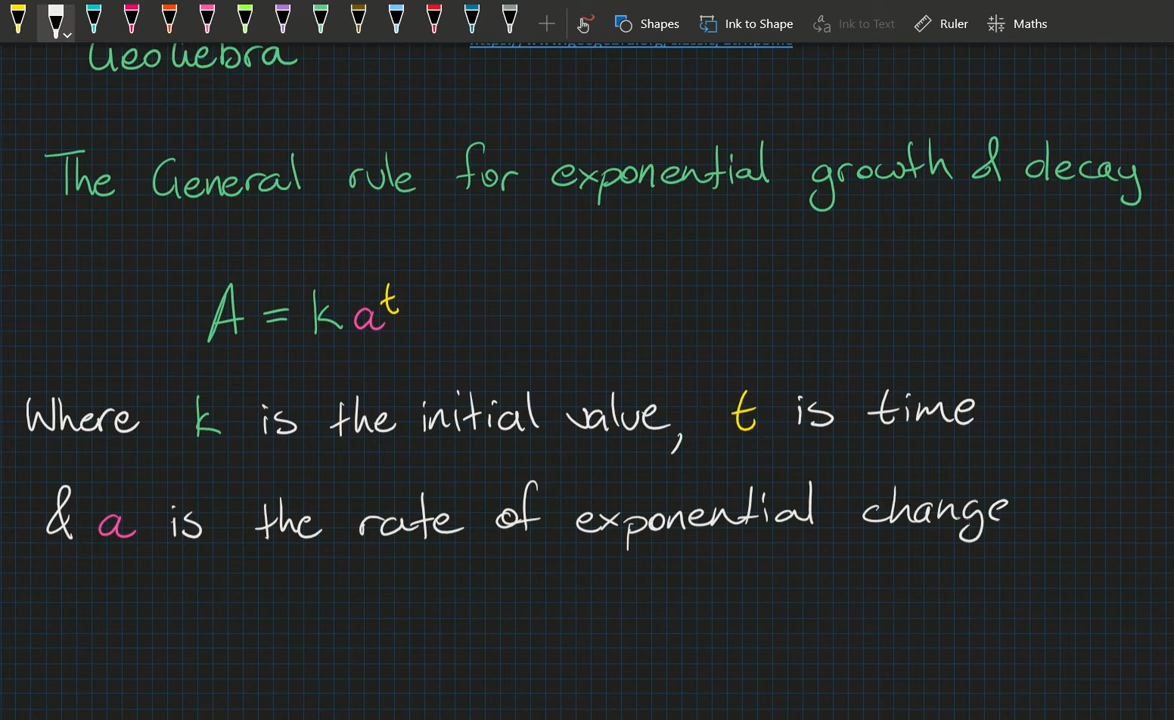 Shapes Ink to Shape Ink to Text Ruler Maths
GeoGebra
The General rule for exponential growth & decay
A = k a^t
Where k is the initial value, t is time
& a is the rate of exponential change